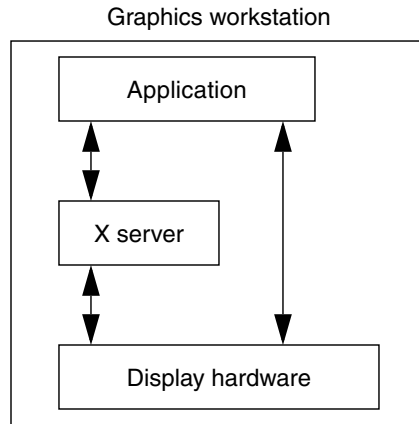 Graphics workstation
Application
X server
Display hardware